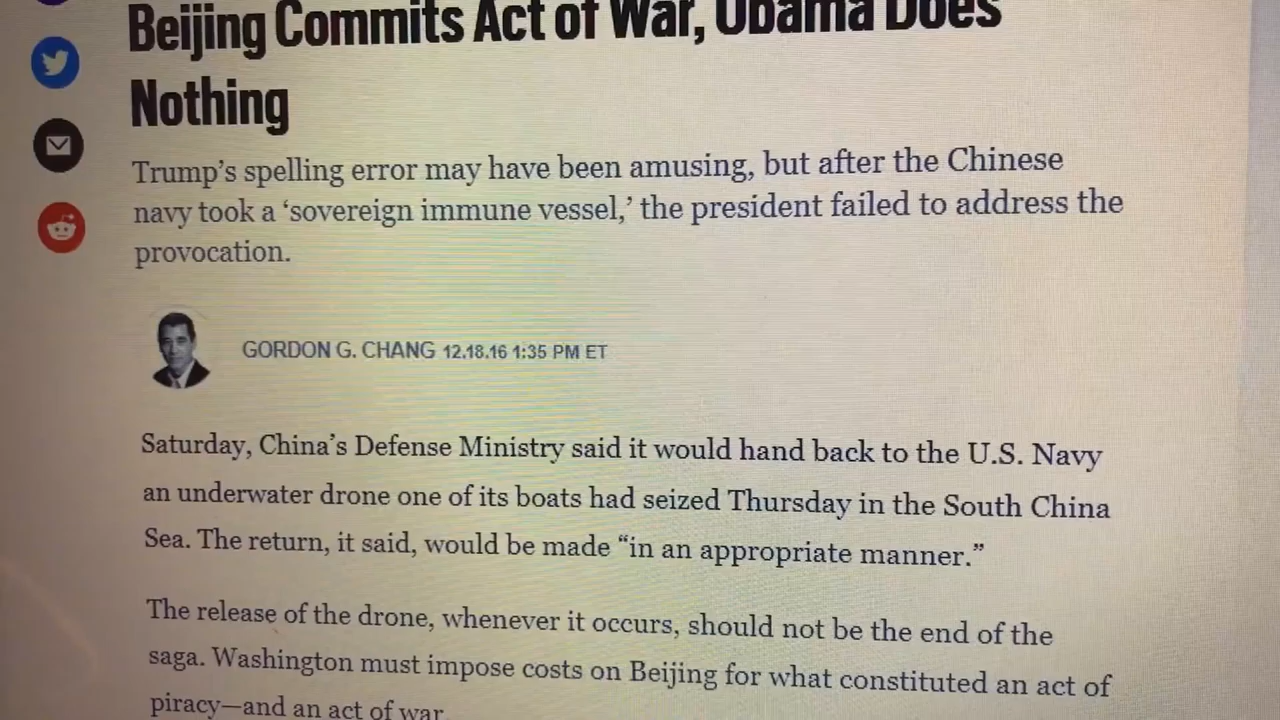 Beijing Commits Act of War, Obama Does
Nothing
Trump's spelling error may have been amusing, but after the Chinese
navy took a ‘sovereign immune vessel,’ the president failed to address the
provocation.
GORDON G. CHANG 12.18.16 1:35 PM ET
Saturday, China’s Defense Ministry said it would hand back to the U.S. Navy
an underwater drone one of its boats had seized Thursday in the South China
Sea. The return, it said, would be made “in an appropriate manner.”
The release of the drone, whenever it occurs, should not be the end of the
saga. Washington must impose costs on Beijing for what constituted an act of
piracy—and an act of war.